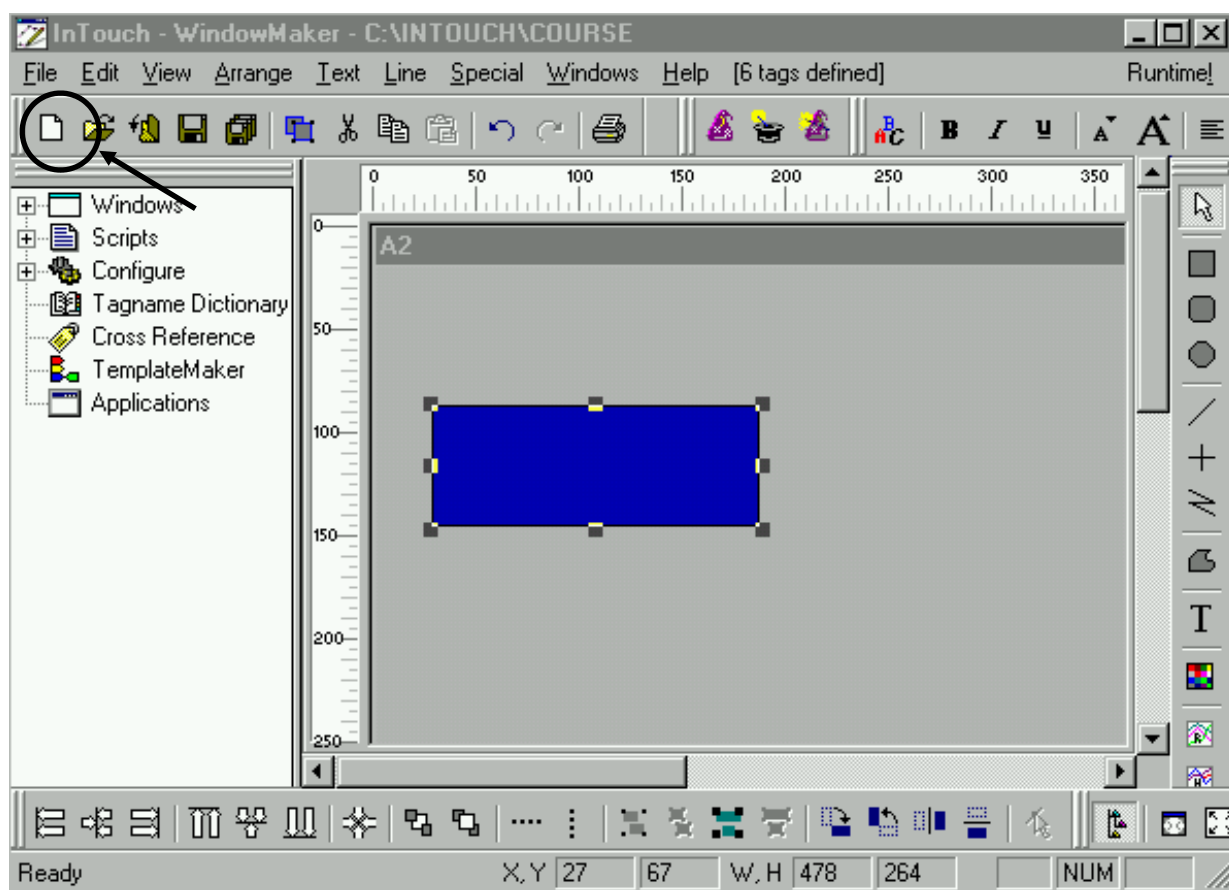 InTouch - WindowMaker - C:\INTOUCH\COURSE
File Edit View Arrange Text Line Special Windows Help [6 tags defined] Runtime!
A B C B I U A A
0 50 100 150 200 250 300 350
Windows
Scripts
Configure
Tagname Dictionary
Cross Reference
TemplateMaker
Applications
0
A2
50
100
150
200
250
T
R
H
Ready X, Y 27 67 W, H 478 264 NUM